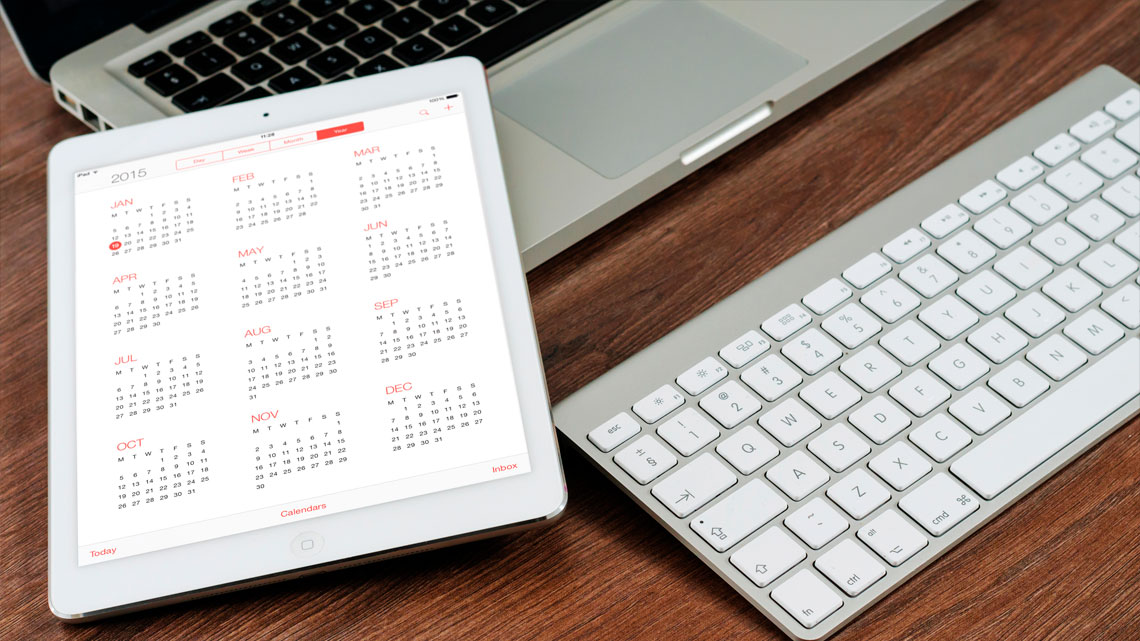 iPad 11:28 100%
2015 Day Week Month Year
JAN
M T W T F S S
1 2 3 4
5 6 7 8 9 10 11
12 13 14 15 16 17 18
19 20 21 22 23 24 25
26 27 28 29 30 31
FEB
M T W T F S S
1
2 3 4 5 6 7 8
9 10 11 12 13 14 15
16 17 18 19 20 21 22
23 24 25 26 27 28
MAR
M T W T F S S
1
2 3 4 5 6 7 8
9 10 11 12 13 14 15
16 17 18 19 20 21 22
23 24 25 26 27 28 29
30 31
APR
M T W T F S S
1 2 3 4 5
6 7 8 9 10 11 12
13 14 15 16 17 18 19
20 21 22 23 24 25 26
27 28 29 30
MAY
M T W T F S S
1 2 3
4 5 6 7 8 9 10
11 12 13 14 15 16 17
18 19 20 21 22 23 24
25 26 27 28 29 30 31
JUN
M T W T F S S
1 2 3 4 5 6 7
8 9 10 11 12 13 14
15 16 17 18 19 20 21
22 23 24 25 26 27 28
29 30
JUL
M T W T F S S
1 2 3 4 5
6 7 8 9 10 11 12
13 14 15 16 17 18 19
20 21 22 23 24 25 26
27 28 29 30 31
AUG
M T W T F S S
1 2
3 4 5 6 7 8 9
10 11 12 13 14 15 16
17 18 19 20 21 22 23
24 25 26 27 28 29 30
31
SEP
M T W T F S S
1 2 3 4 5 6
7 8 9 10 11 12 13
14 15 16 17 18 19 20
21 22 23 24 25 26 27
28 29 30
OCT
M T W T F S S
1 2 3 4
5 6 7 8 9 10 11
12 13 14 15 16 17 18
19 20 21 22 23 24 25
26 27 28 29 30 31
NOV
M T W T F S S
1
2 3 4 5 6 7 8
9 10 11 12 13 14 15
16 17 18 19 20 21 22
23 24 25 26 27 28 29
30
DEC
M T W T F S S
1 2 3 4 5 6
7 8 9 10 11 12 13
14 15 16 17 18 19 20
21 22 23 24 25 26 27
28 29 30 31
Today Calendars Inbox
esc
± § ! 1 @ 2 # 3 $ 4 % 5 ^ 6 & 7 * 8 ( 9 ) 0
Q W E R T Y U I O P
A S D F G H J K L
~ Z X C V B N M <
fn ctrl alt cmd